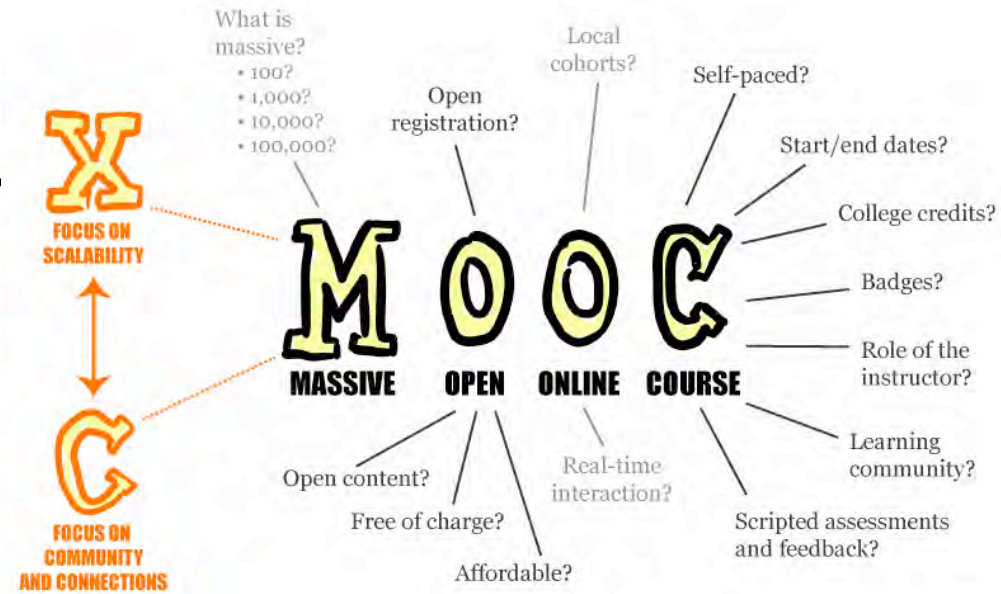 What is
massive?
• 100?
• 1,000?
• 10,000?
• 100,000?
Open
registration?
Local
cohorts?
Self-paced?
Start/end dates?
College credits?
Badges?
Role of the
instructor?
Learning
community?
Scripted assessments
and feedback?
X
FOCUS ON
SCALABILITY
C
FOCUS ON
COMMUNITY
AND CONNECTIONS
MOOC
MASSIVE OPEN ONLINE COURSE
Open content?
Free of charge?
Affordable?
Real-time
interaction?